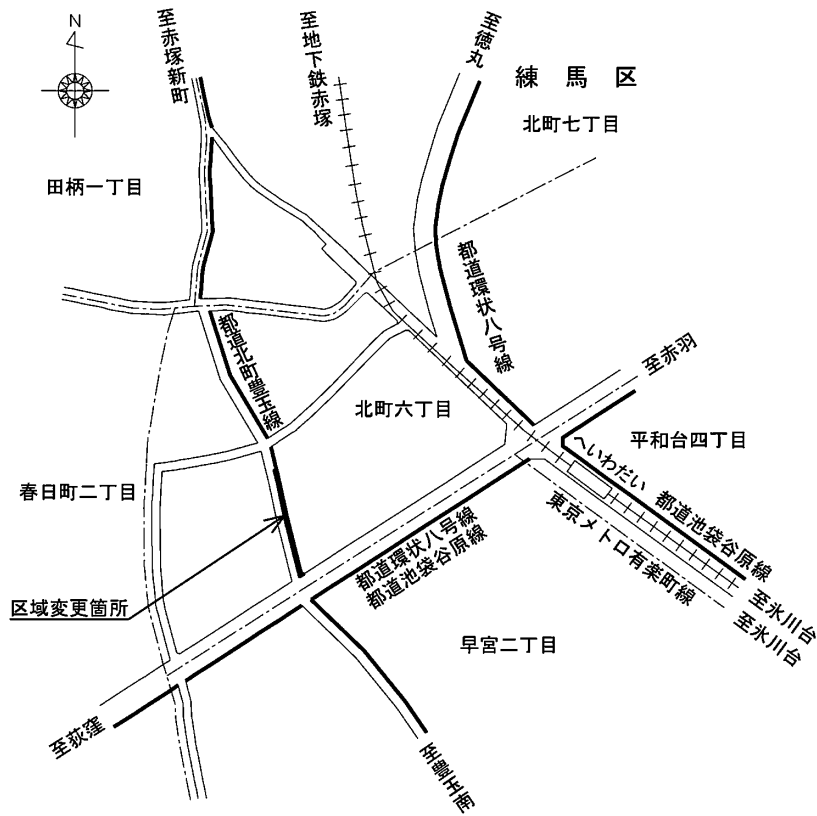 N
至赤塚新町
至地下鉄赤塚
至徳丸
練馬区
北町七丁目
田柄一丁目
都道環状八号線
都道北町豊玉線
至赤羽
北町六丁目
平和台四丁目
へいわだい
都道池袋谷原線
春日町二丁目
東京メトロ有楽町線
都道環状八号線
都道池袋谷原線
区域変更箇所
至氷川台
至氷川台
早宮二丁目
至荻窪
至豊玉南